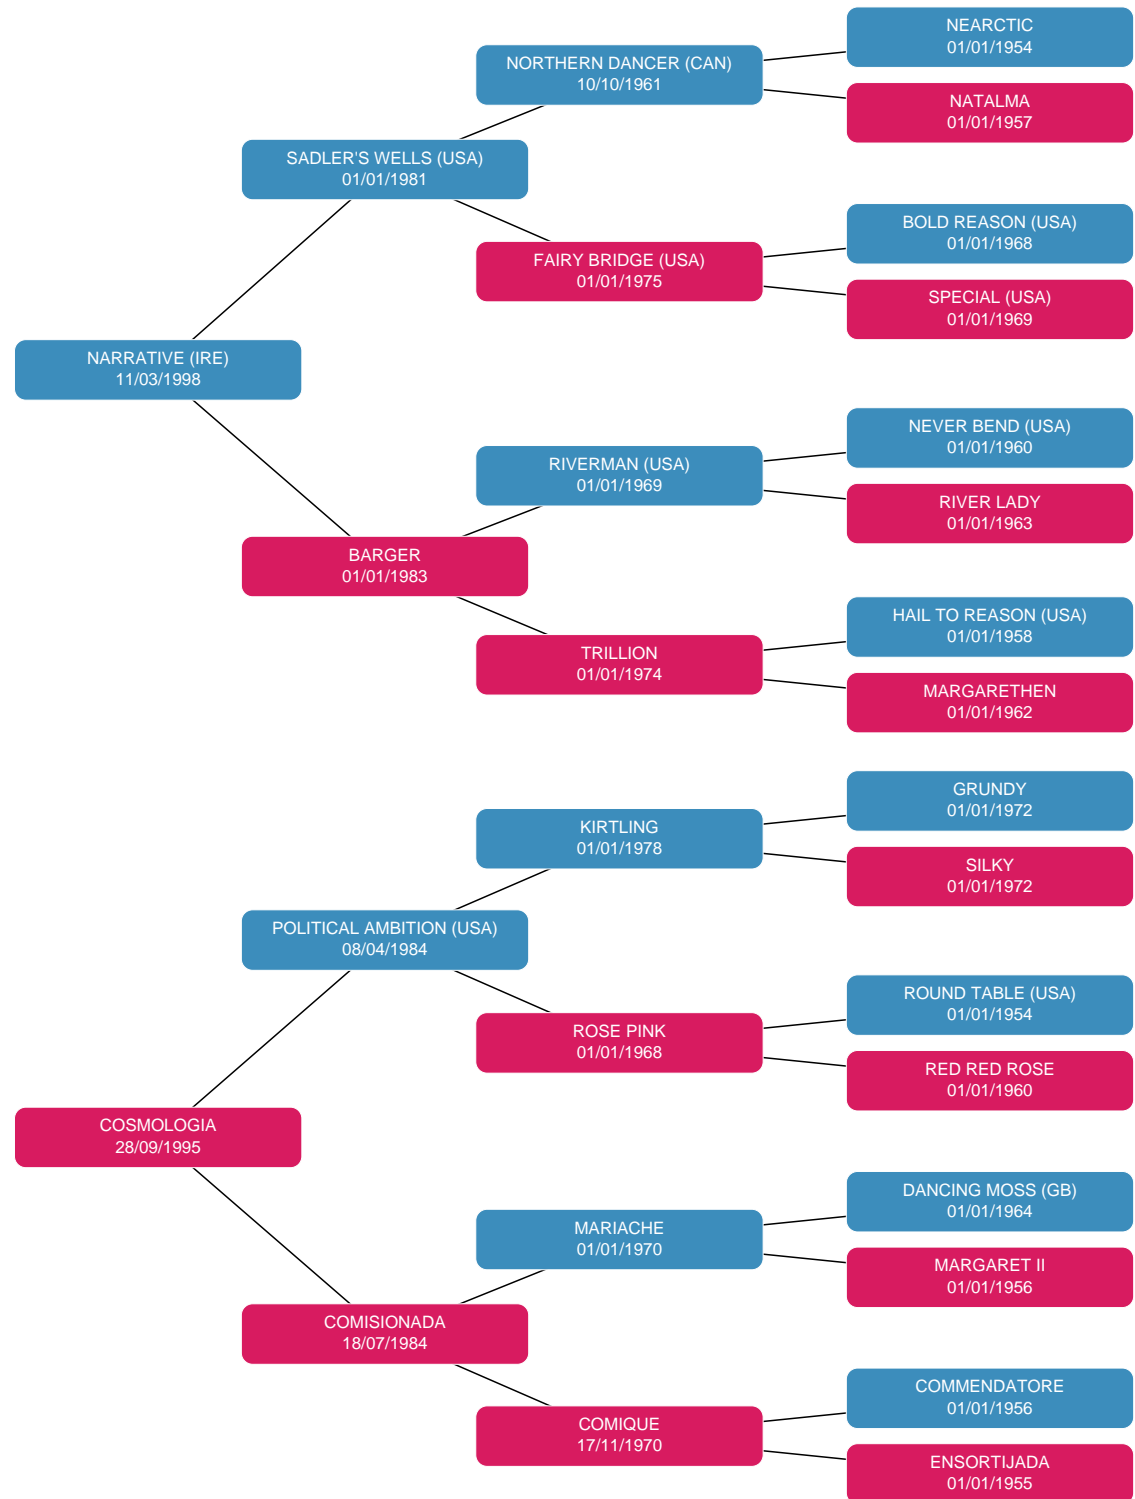 NEARCTIC
01/01/1954
NORTHERN DANCER (CAN)
10/10/1961
NATALMA
01/01/1957
SADLER'S WELLS (USA)
01/01/1981
BOLD REASON (USA)
01/01/1968
FAIRY BRIDGE (USA)
01/01/1975
SPECIAL (USA)
01/01/1969
NARRATIVE (IRE)
11/03/1998
NEVER BEND (USA)
01/01/1960
RIVERMAN (USA)
01/01/1969
RIVER LADY
01/01/1963
BARGER
01/01/1983
HAIL TO REASON (USA)
01/01/1958
TRILLION
01/01/1974
MARGARETHEN
01/01/1962
GRUNDY
01/01/1972
KIRTLING
01/01/1978
SILKY
01/01/1972
POLITICAL AMBITION (USA)
08/04/1984
ROUND TABLE (USA)
01/01/1954
ROSE PINK
01/01/1968
RED RED ROSE
01/01/1960
COSMOLOGIA
28/09/1995
DANCING MOSS (GB)
01/01/1964
MARIACHE
01/01/1970
MARGARET II
01/01/1956
COMISIONADA
18/07/1984
COMMENDATORE
01/01/1956
COMIQUE
17/11/1970
ENSORTIJADA
01/01/1955